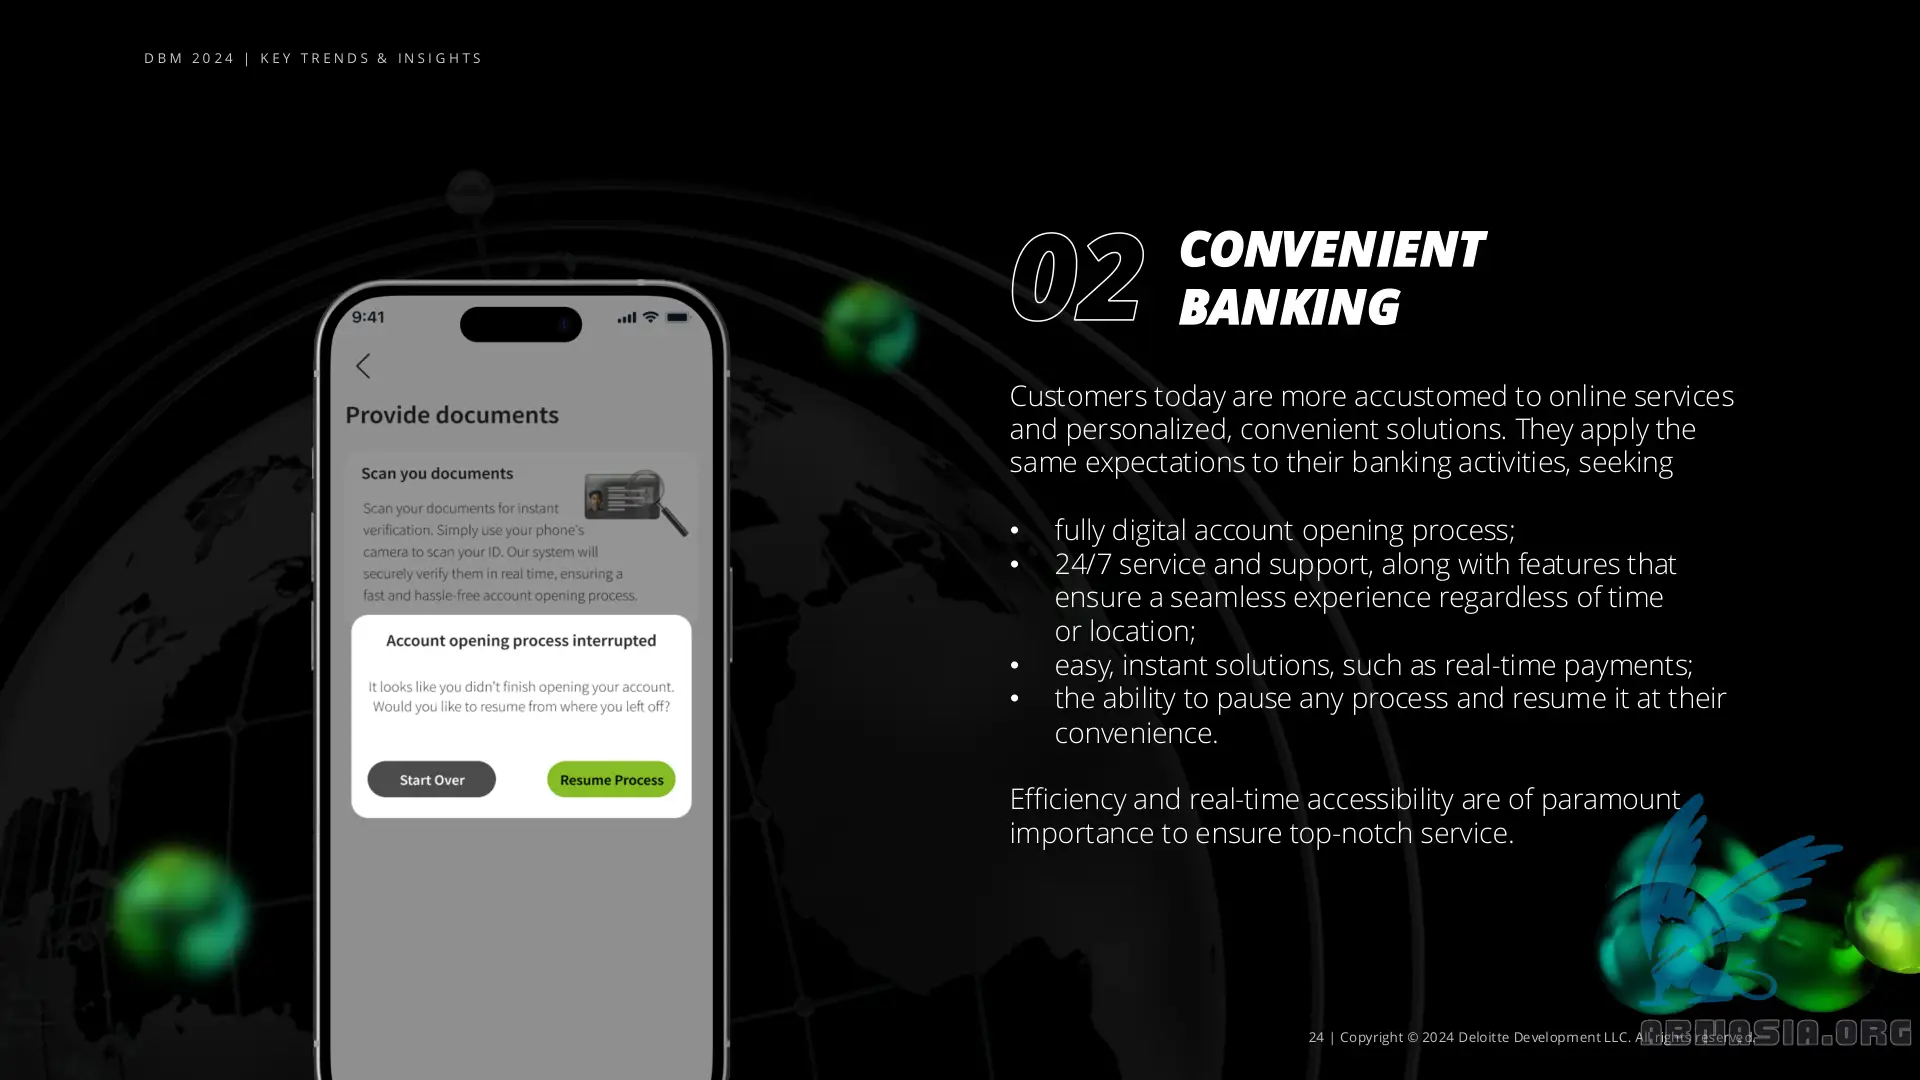 DBM 2024 | KEY TRENDS & INSIGHTS
02
CONVENIENT
BANKING
Customers today are more accustomed to online services
and personalized, convenient solutions. They apply the
same expectations to their banking activities, seeking
• fully digital account opening process;
• 24/7 service and support, along with features that
ensure a seamless experience regardless of time
or location;
• easy, instant solutions, such as real-time payments;
• the ability to pause any process and resume it at their
convenience.
Efficiency and real-time accessibility are of paramount
importance to ensure top-notch service.
9:41
Provide documents
Scan you documents
Scan your documents for instant
verification. Simply use your phone's
camera to scan your ID. Our system will
securely verify them in real time, ensuring a
fast and hassle-free account opening process.
Account opening process interrupted
It looks like you didn't finish opening your account.
Would you like to resume from where you left off?
Start Over
Resume Process
24 | Copyright © 2024 Deloitte Development LLC. All rights reserved.
ABMASIA.ORG